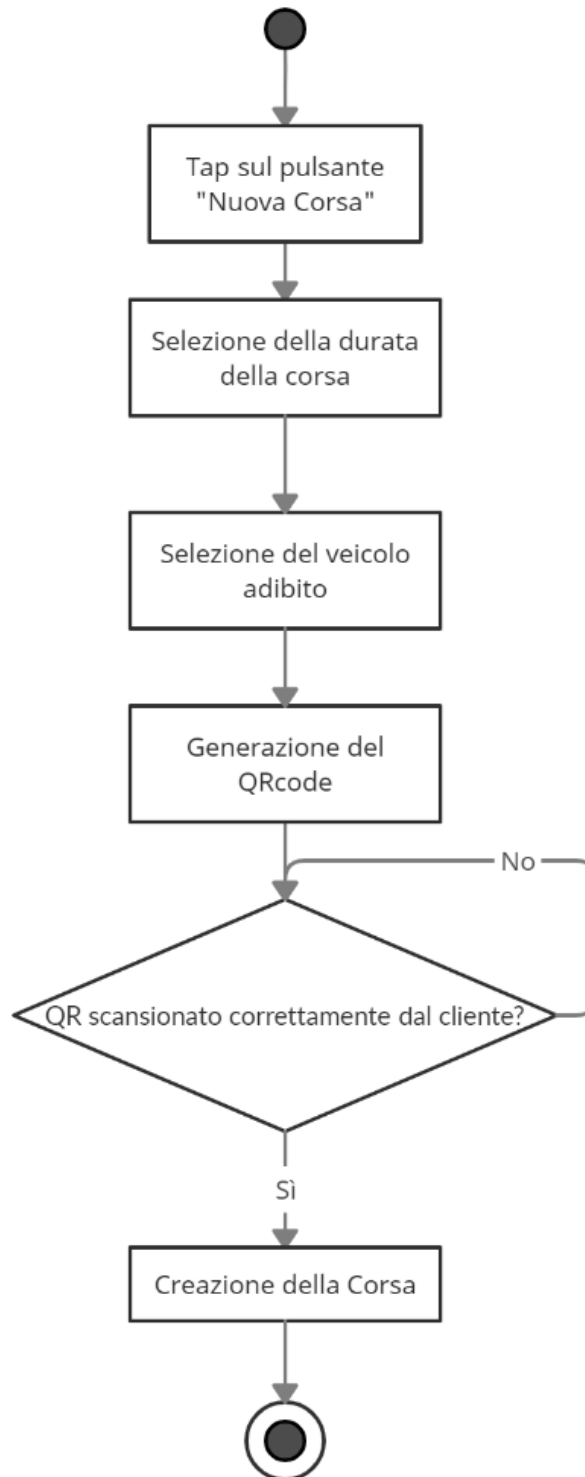 Tap sul pulsante
"Nuova Corsa"
Selezione della durata
della corsa
Selezione del veicolo
adibito
Generazione del
QRcode
No
QR scansionato correttamente dal cliente?
Sì
Creazione della Corsa